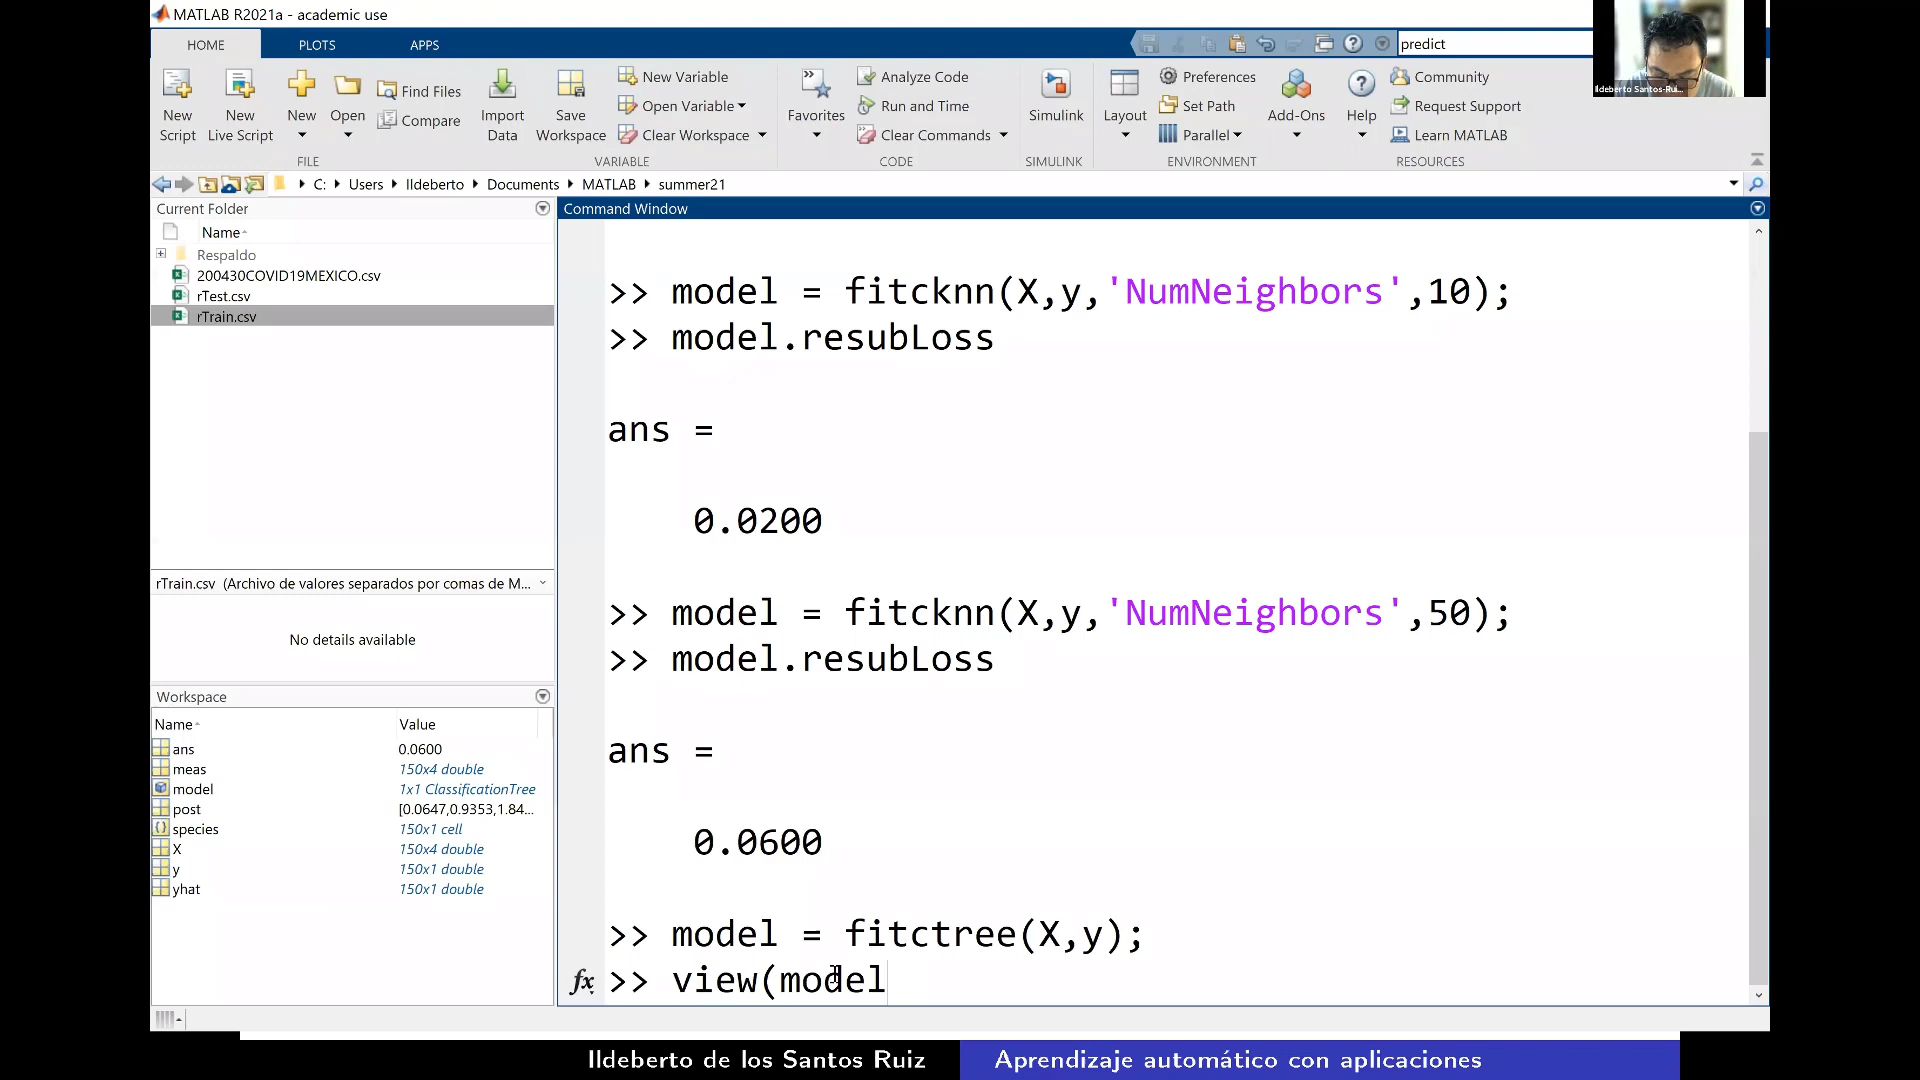 MATLAB R2021a - academic use
HOME
PLOTS
APPS
predict
New Script
New Live Script
New
Open
Find Files
Compare
Import Data
Save Workspace
New Variable
Open Variable
Clear Workspace
Favorites
Analyze Code
Run and Time
Clear Commands
Simulink
Layout
Preferences
Set Path
Parallel
Add-Ons
Help
Community
Request Support
Learn MATLAB
FILE
VARIABLE
CODE
SIMULINK
ENVIRONMENT
RESOURCES
Ildeberto Santos-Rui...
C: Users Ildeberto Documents MATLAB summer21
Current Folder
Name
Respaldo
200430COVID19MEXICO.csv
rTest.csv
rTrain.csv
rTrain.csv (Archivo de valores separados por comas de M...
No details available
Workspace
Name Value
ans 0.0600
meas 150x4 double
model 1x1 ClassificationTree
post [0.0647,0.9353,1.84...
species 150x1 cell
X 150x4 double
y 150x1 double
yhat 150x1 double
Command Window
>> model = fitcknn(X,y,'NumNeighbors',10);
>> model.resubLoss
ans =
0.0200
>> model = fitcknn(X,y,'NumNeighbors',50);
>> model.resubLoss
ans =
0.0600
>> model = fitctree(X,y);
fx >> view(model
Ildeberto de los Santos Ruiz
Aprendizaje automático con aplicaciones